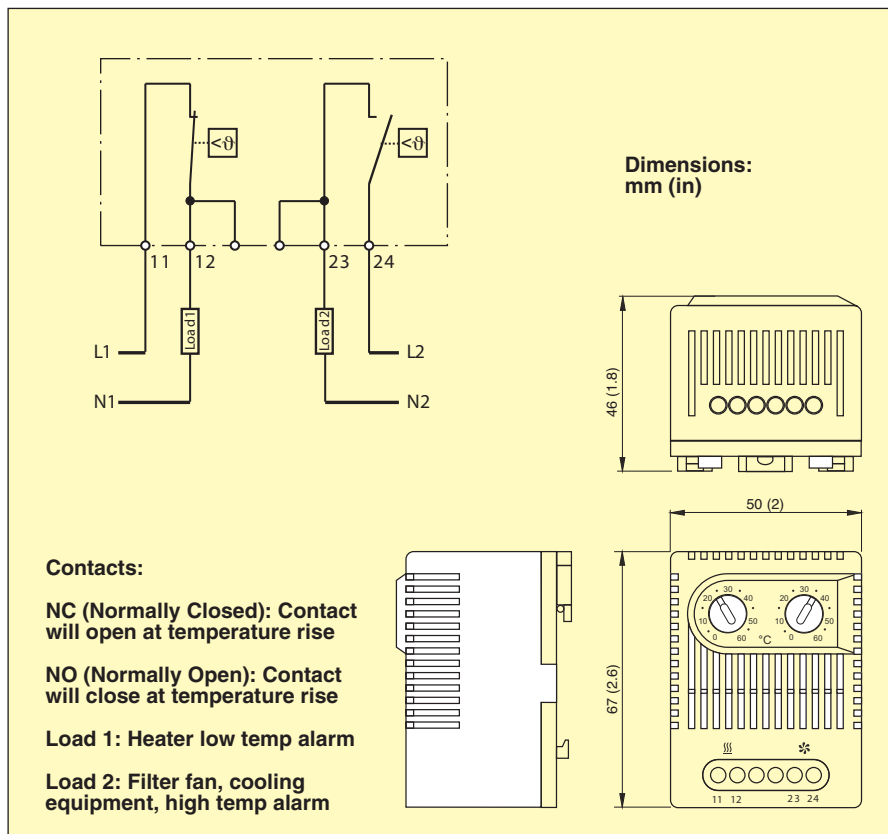 <ϑ <ϑ
11 12 23 24
Load1 Load2
L1 L2
N1 N2
Dimensions:
mm (in)
46 (1.8)
50 (2)
67 (2.6)
0 10 20 30 40 50 60
°C
0 10 20 30 40 50 60
11 12 23 24
Contacts:
NC (Normally Closed): Contact
will open at temperature rise
NO (Normally Open): Contact
will close at temperature rise
Load 1: Heater low temp alarm
Load 2: Filter fan, cooling
equipment, high temp alarm